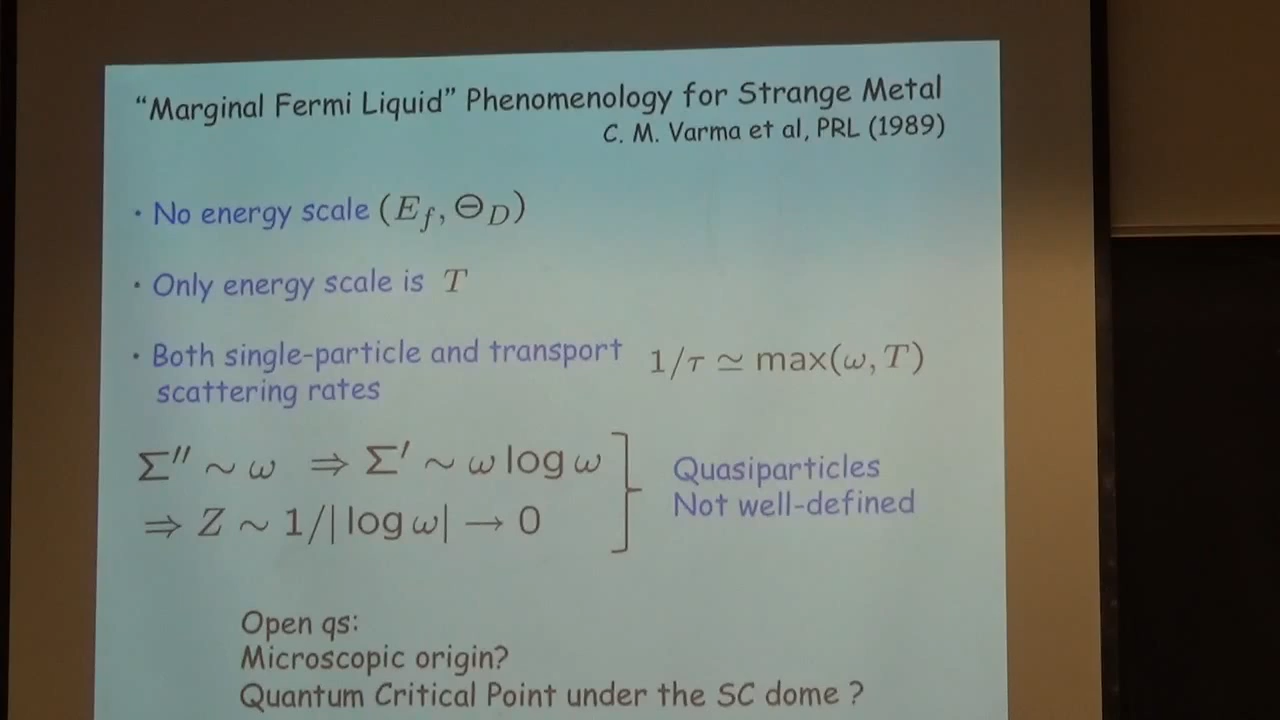 “Marginal Fermi Liquid” Phenomenology for Strange Metal
C. M. Varma et al, PRL (1989)
· No energy scale (E_f, Θ_D)
· Only energy scale is T
· Both single-particle and transport 1/τ ≃ max(ω, T)
scattering rates
Σ″ ~ ω ⇒ Σ′ ~ ω log ω
⇒ Z ~ 1/|log ω| → 0
Quasiparticles
Not well-defined
Open qs:
Microscopic origin?
Quantum Critical Point under the SC dome ?